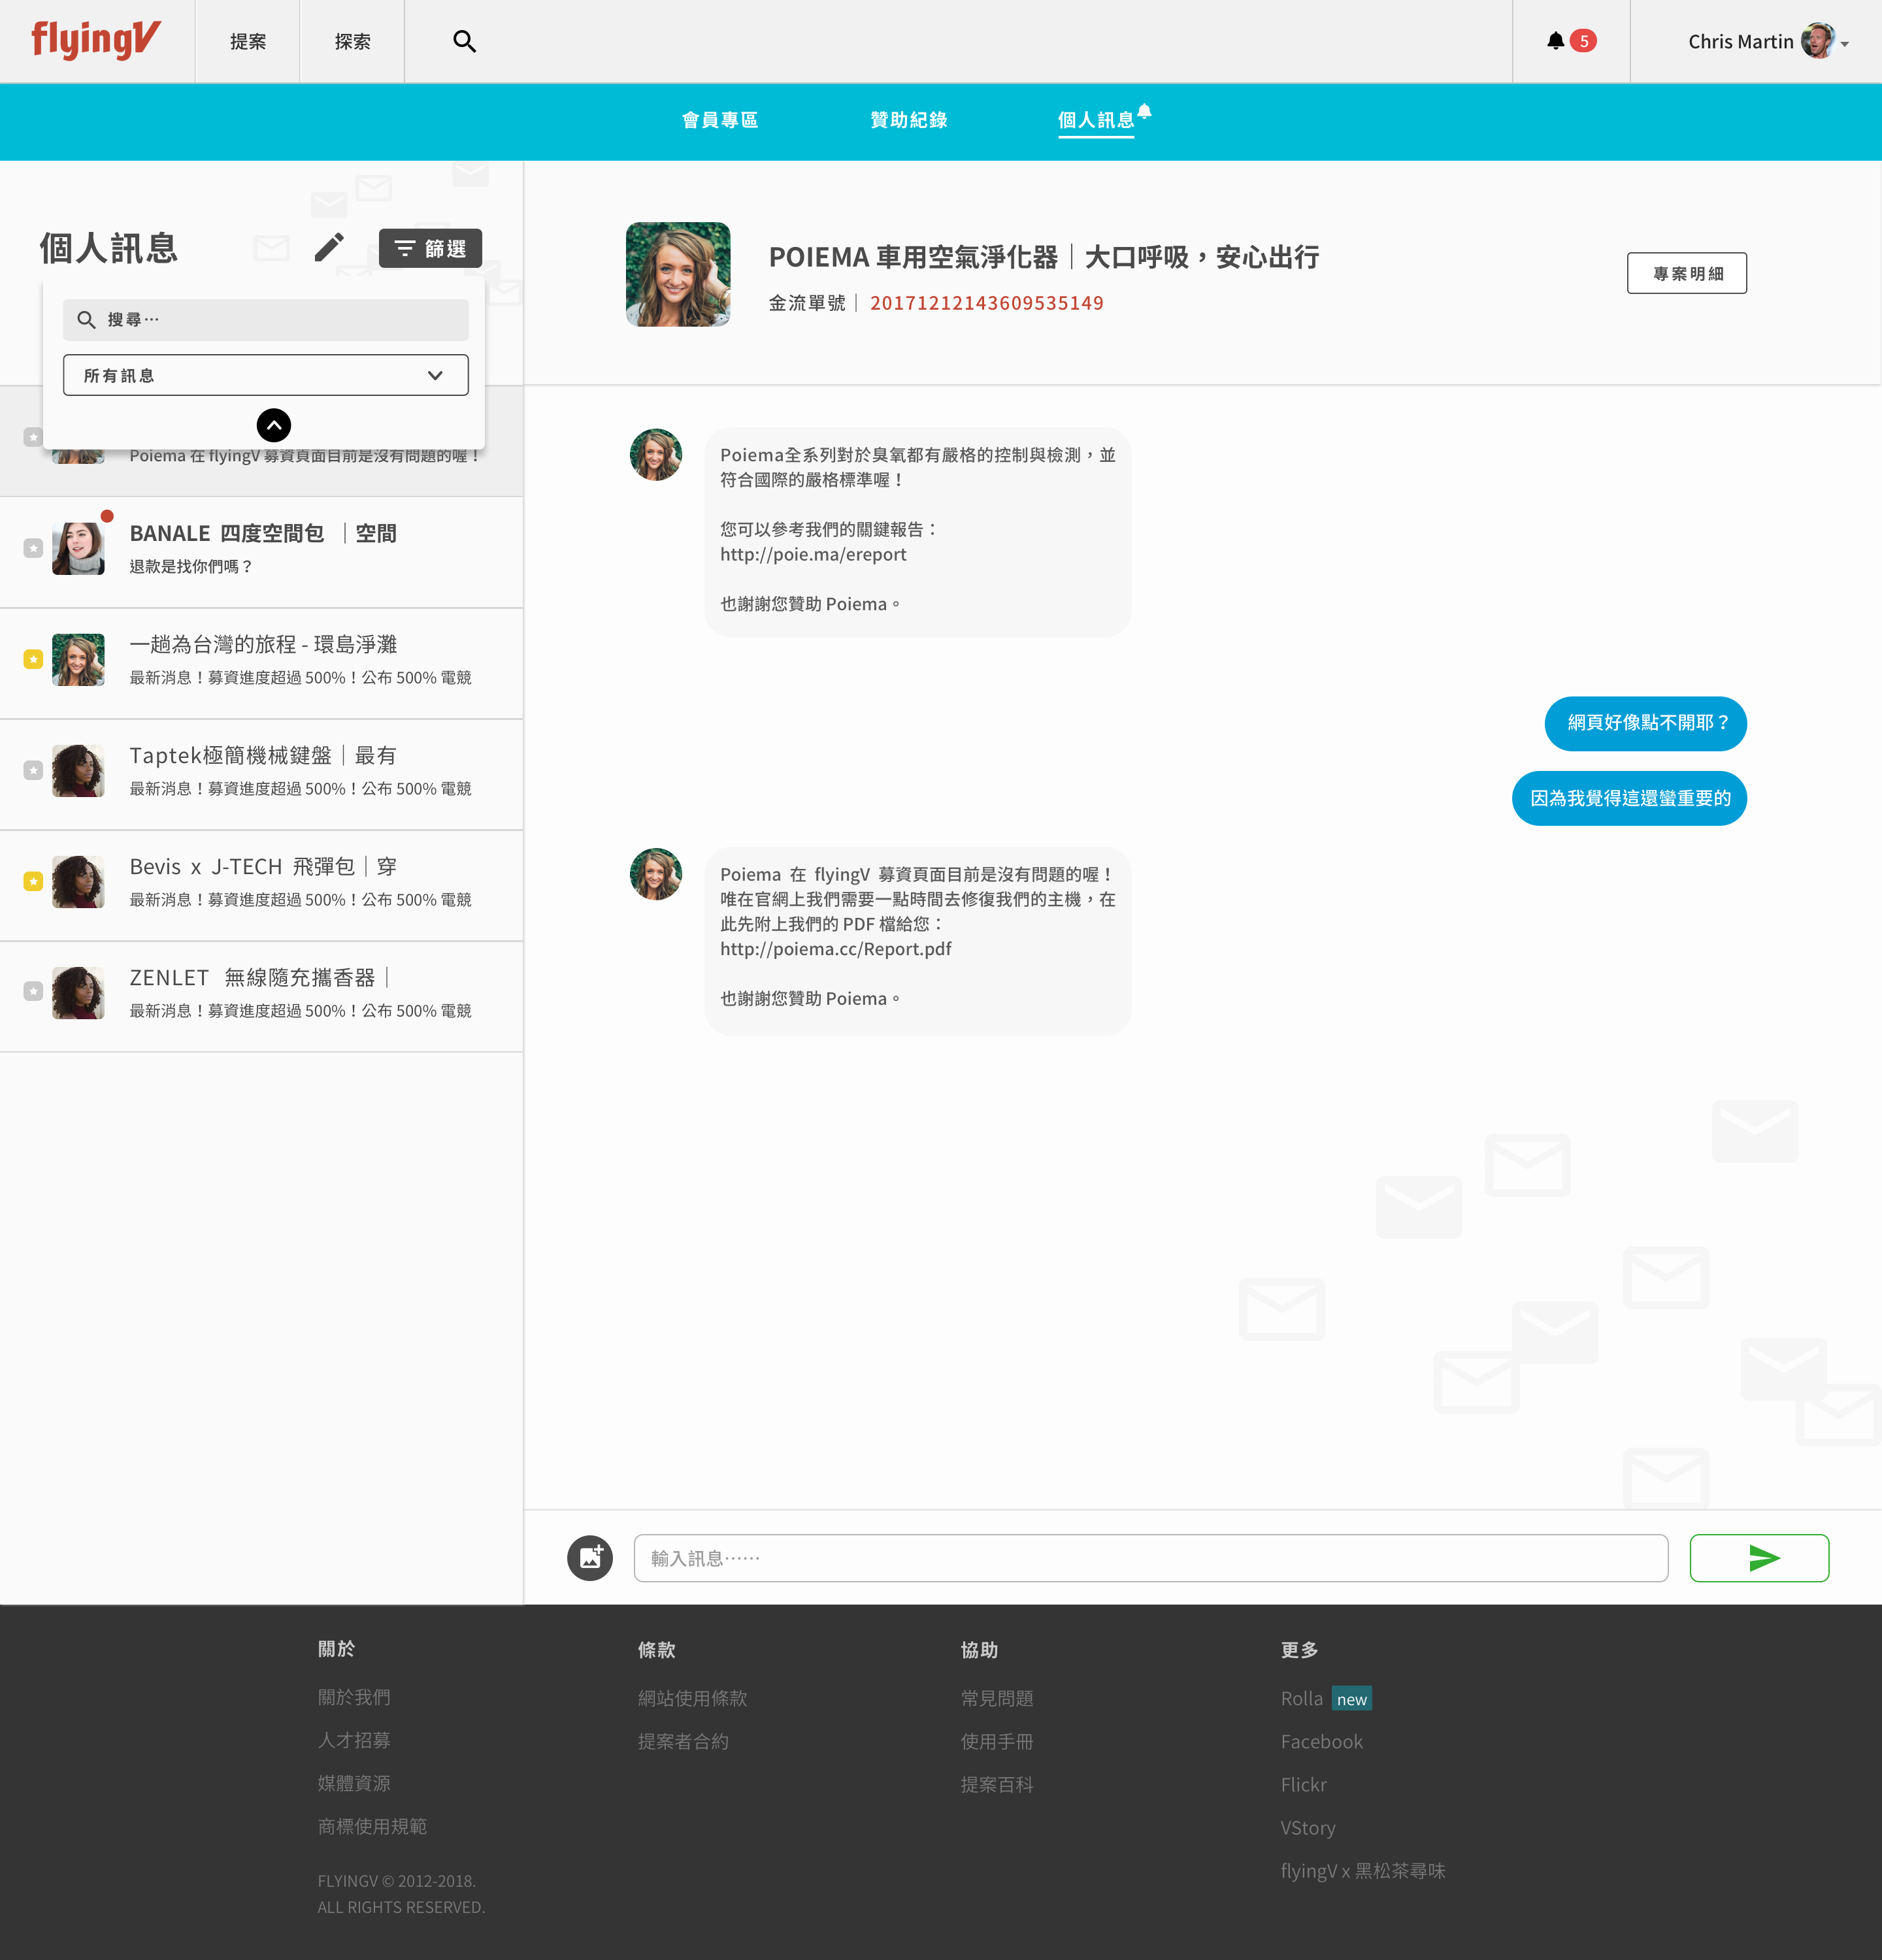 flyingV
提案
探索
5
Chris Martin
會員專區
贊助紀錄
個人訊息
個人訊息
篩選
搜尋…
所有訊息
Poiema 在 flyingV 募資頁面目前是沒有問題的喔！
BANALE 四度空間包 ｜空間
退款是找你們嗎？
一趟為台灣的旅程 - 環島淨灘
最新消息！募資進度超過 500%！公布 500% 電競
Taptek極簡機械鍵盤｜最有
最新消息！募資進度超過 500%！公布 500% 電競
Bevis x J-TECH 飛彈包｜穿
最新消息！募資進度超過 500%！公布 500% 電競
ZENLET 無線隨充攜香器｜
最新消息！募資進度超過 500%！公布 500% 電競
POIEMA 車用空氣淨化器｜大口呼吸，安心出行
金流單號｜ 20171212143609535149
專案明細
Poiema全系列對於臭氧都有嚴格的控制與檢測，並
符合國際的嚴格標準喔！
您可以參考我們的關鍵報告：
http://poie.ma/ereport
也謝謝您贊助 Poiema。
網頁好像點不開耶？
因為我覺得這還蠻重要的
Poiema 在 flyingV 募資頁面目前是沒有問題的喔！
唯在官網上我們需要一點時間去修復我們的主機，在
此先附上我們的 PDF 檔給您：
http://poiema.cc/Report.pdf
也謝謝您贊助 Poiema。
輸入訊息……
關於
關於我們
人才招募
媒體資源
商標使用規範
FLYINGV © 2012-2018.
ALL RIGHTS RESERVED.
條款
網站使用條款
提案者合約
協助
常見問題
使用手冊
提案百科
更多
Rolla new
Facebook
Flickr
VStory
flyingV x 黑松茶尋味